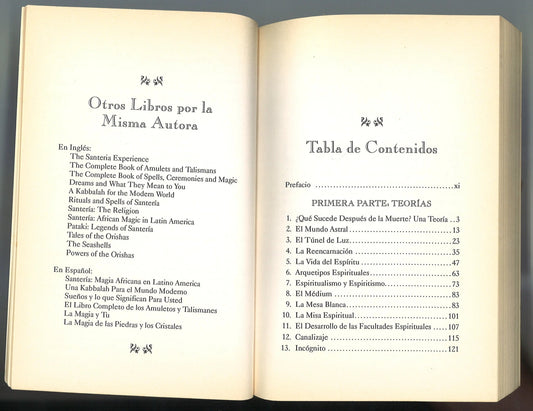 Otros Libros por la
Misma Autora
En Inglés:
The Santería Experience
The Complete Book of Amulets and Talismans
The Complete Book of Spells, Ceremonies and Magic
Dreams and What They Mean to You
A Kabbalah for the Modern World
Rituals and Spells of Santería
Santería: The Religion
Santería: African Magic in Latin America
Pataki: Legends of Santería
Tales of the Orishas
The Seashells
Powers of the Orishas
En Español:
Santería: Magia Africana en Latino America
Una Kabbalah Para el Mundo Moderno
Sueños y lo que Significan Para Usted
El Libro Completo de los Amuletos y Talismanes
La Magia y Tu
La Magia de las Piedras y los Cristales
Tabla de Contenidos
Prefacio ........................................ xi
PRIMERA PARTE: TEORÍAS
1. ¿Qué Sucede Después de la Muerte? Una Teoría ..3
2. El Mundo Astral ........................................13
3. El Túnel de Luz ........................................23
4. La Reencarnación ........................................35
5. La Vida del Espíritu ........................................47
6. Arquetipos Espirituales ........................................63
7. Espiritualismo y Espiritismo ........................................73
8. El Médium ........................................83
9. La Mesa Blanca ........................................83
10. La Misa Espiritual ........................................101
11. El Desarrollo de las Facultades Espirituales ......107
12. Canalizaje ........................................115
13. Incógnito ........................................121